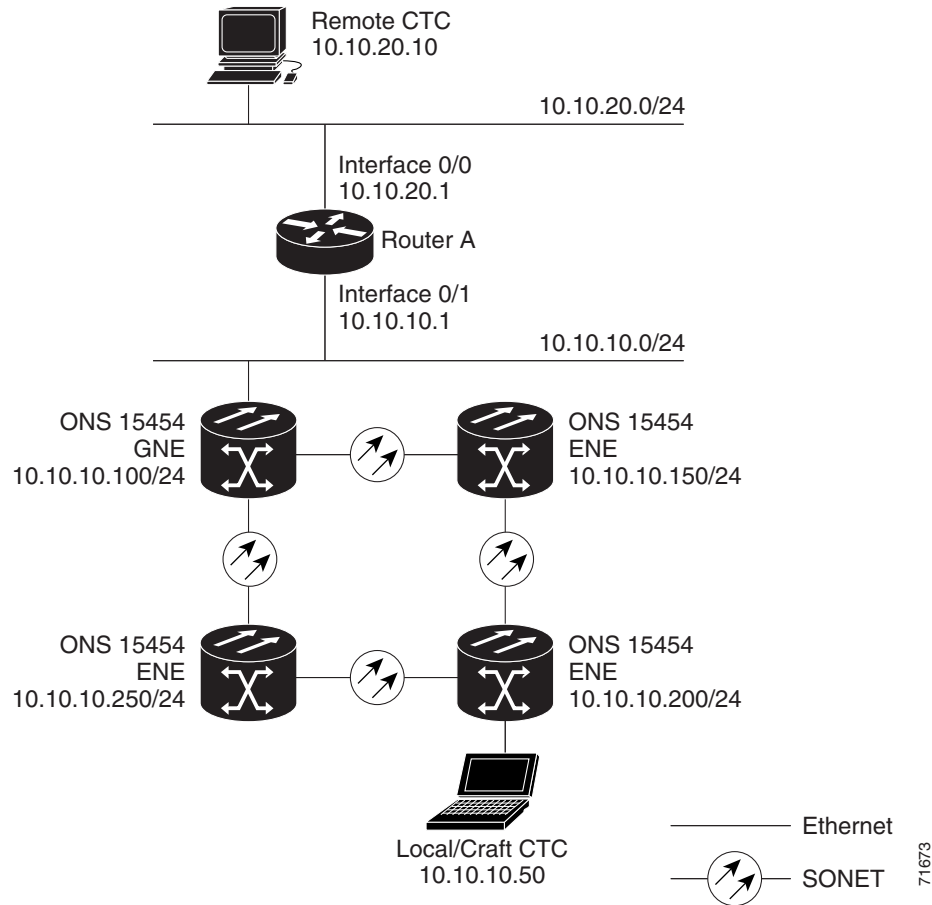 Remote CTC
10.10.20.10
10.10.20.0/24
Interface 0/0
10.10.20.1
Router A
Interface 0/1
10.10.10.1
10.10.10.0/24
ONS 15454
GNE
10.10.10.100/24
ONS 15454
ENE
10.10.10.150/24
ONS 15454
ENE
10.10.10.250/24
ONS 15454
ENE
10.10.10.200/24
Local/Craft CTC
10.10.10.50
Ethernet
SONET
71673